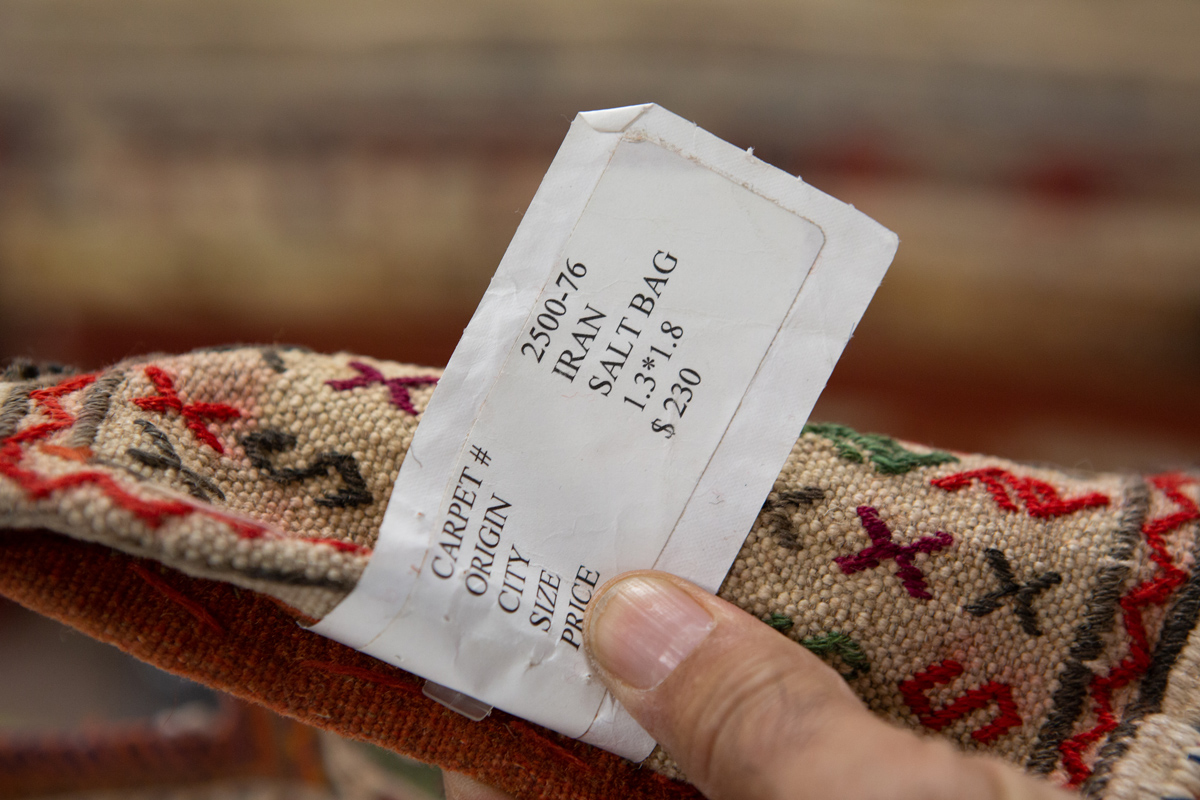 CARPET # 2500-76
ORIGIN IRAN
CITY SALT BAG
SIZE 1.3*1.8
PRICE $ 230